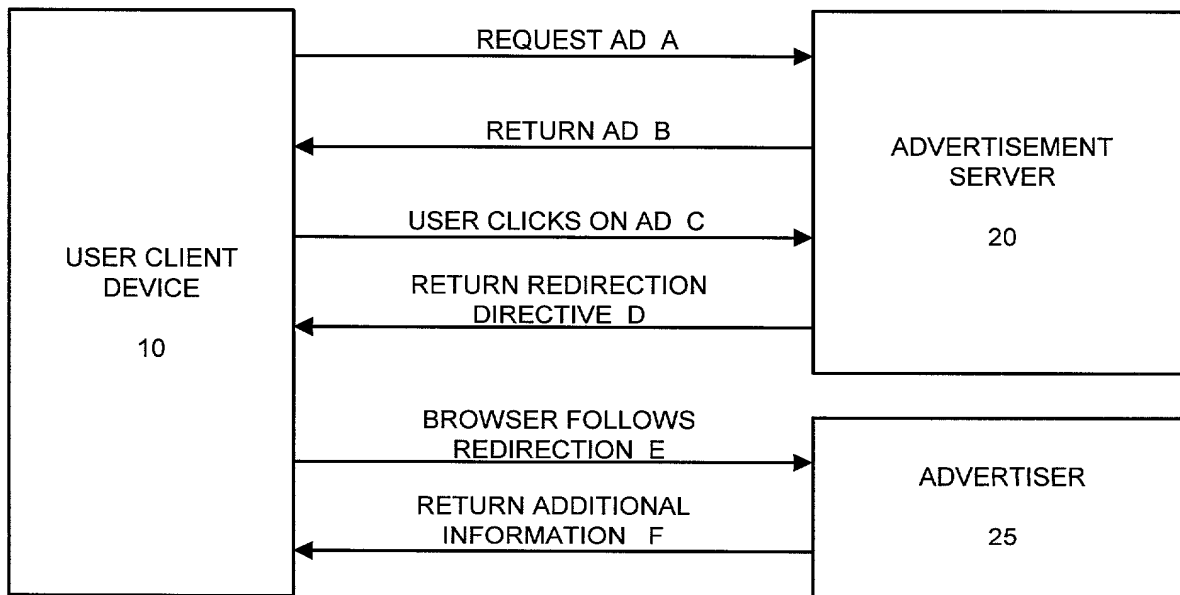 USER CLIENT
DEVICE
10
REQUEST AD A
RETURN AD B
USER CLICKS ON AD C
RETURN REDIRECTION
DIRECTIVE D
BROWSER FOLLOWS
REDIRECTION E
RETURN ADDITIONAL
INFORMATION F
ADVERTISEMENT
SERVER
20
ADVERTISER
25